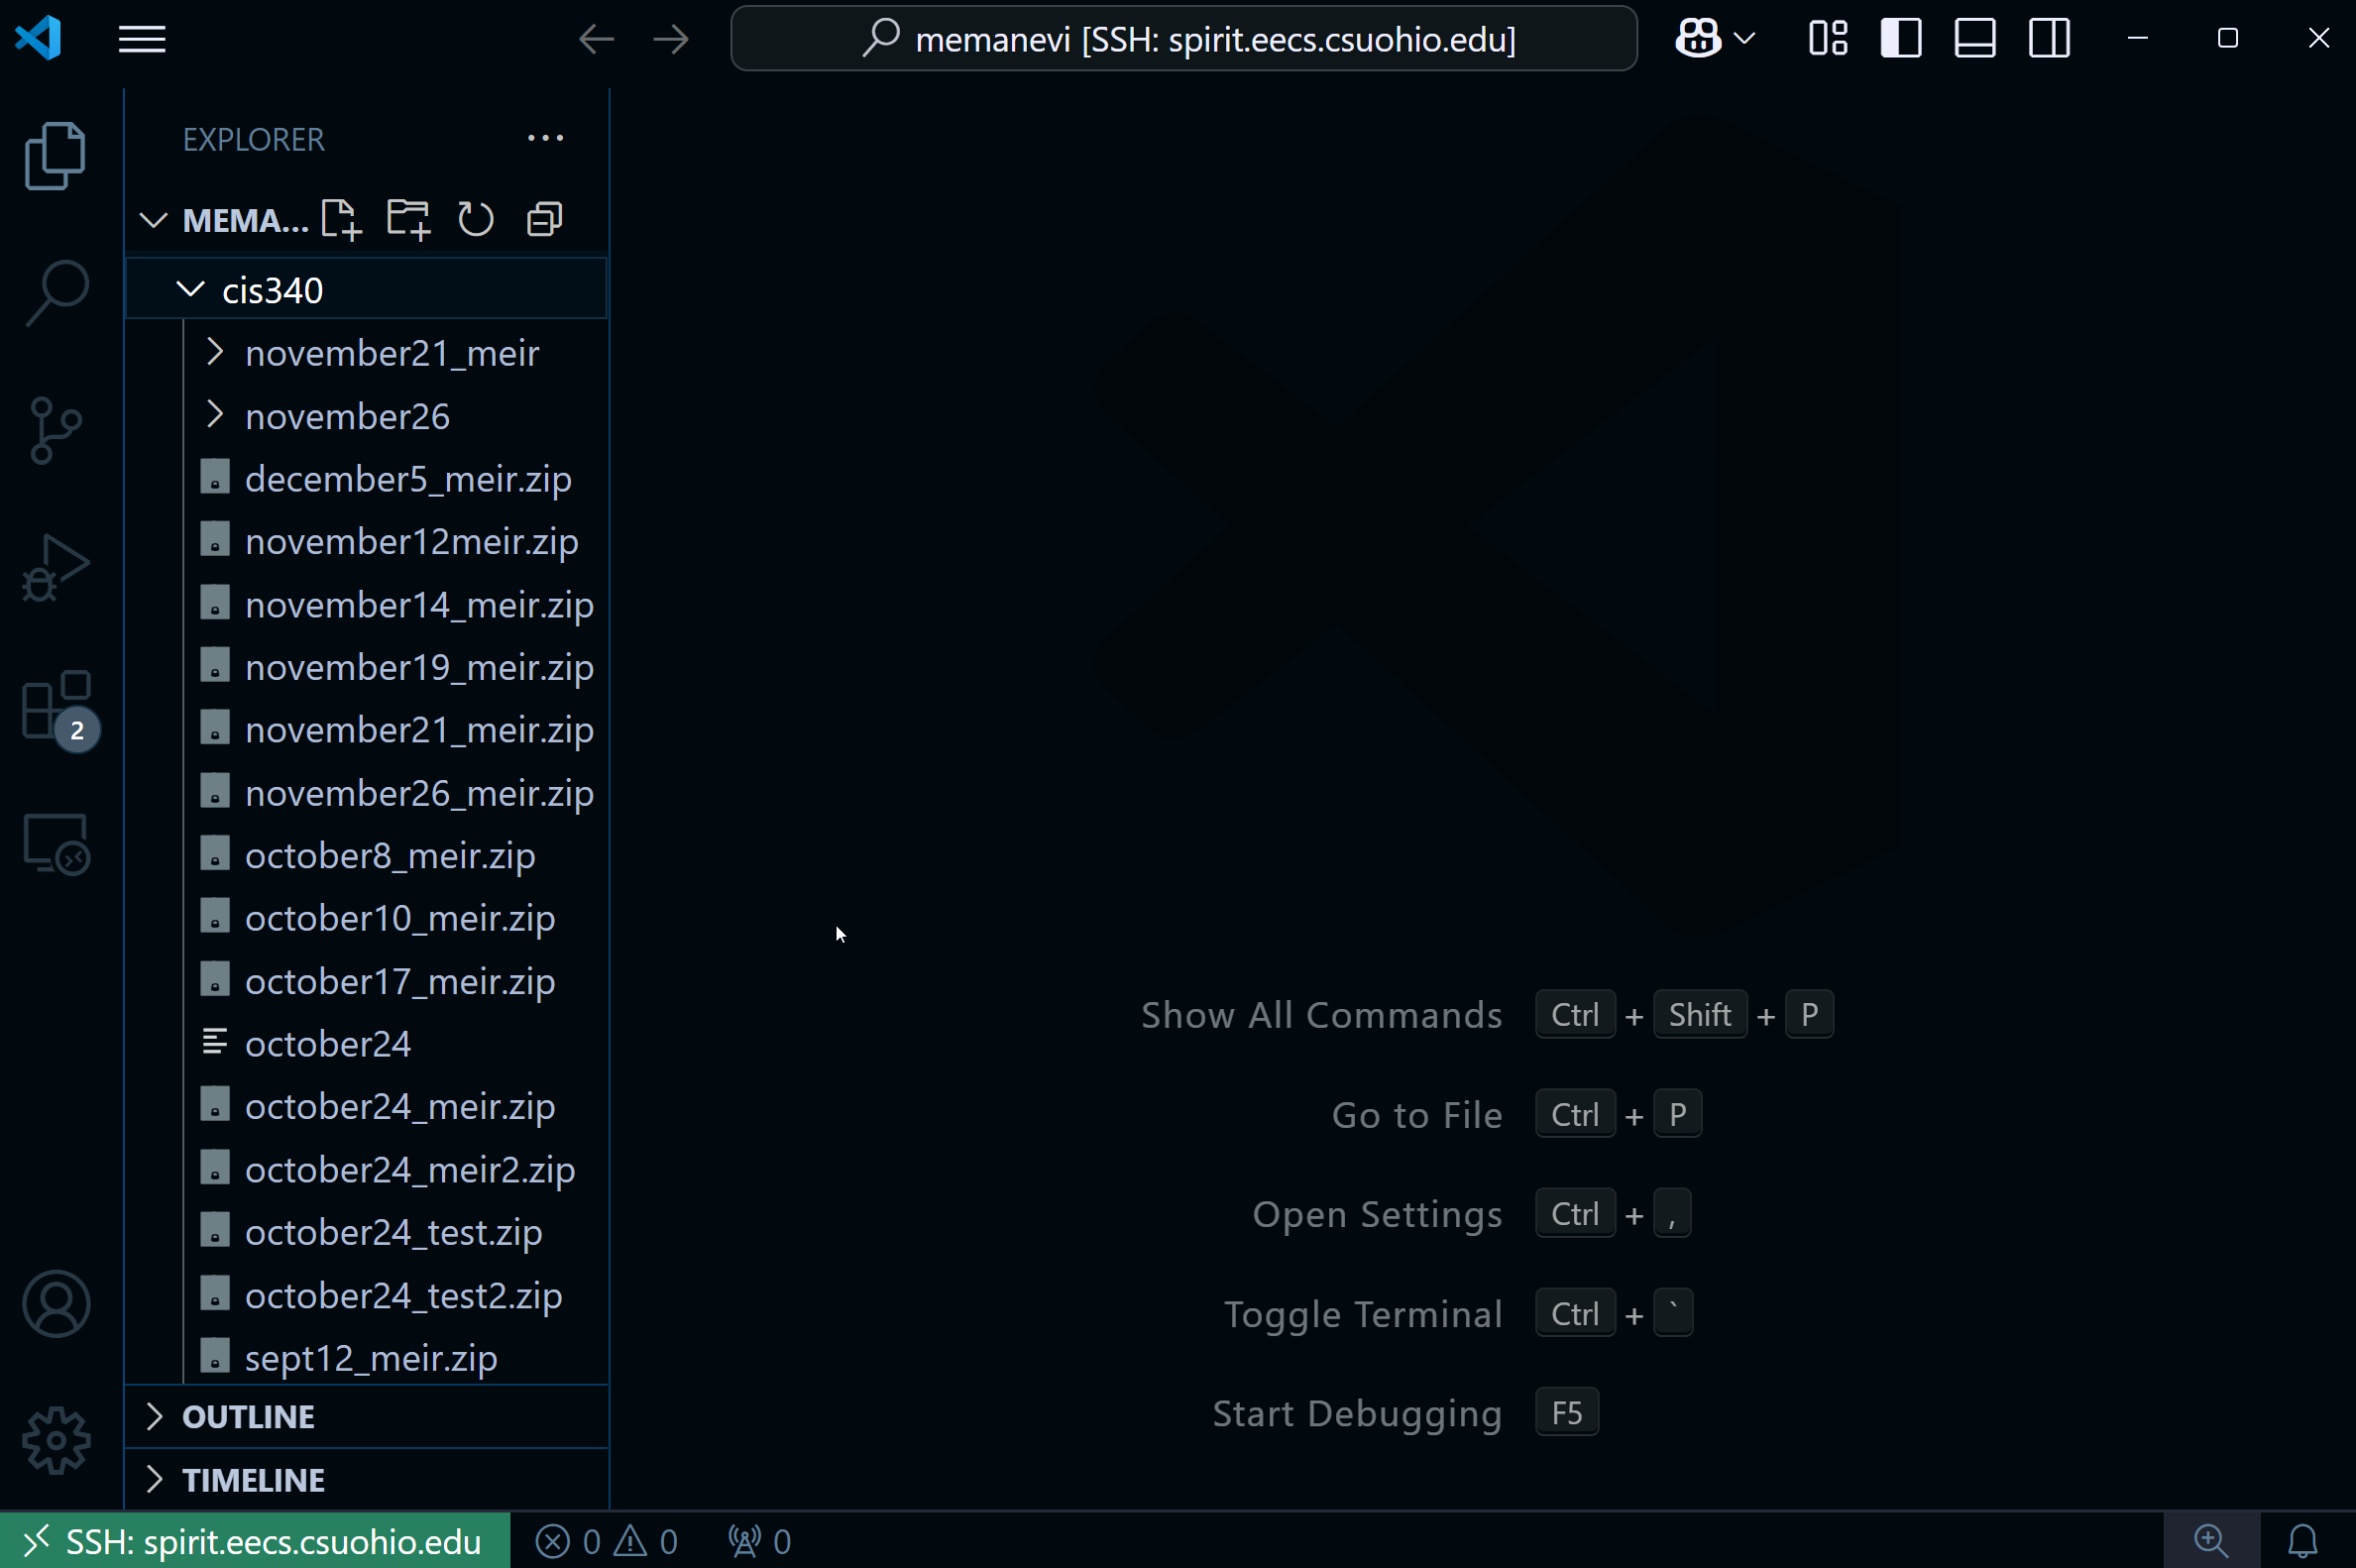 memanevi [SSH: spirit.eecs.csuohio.edu]
EXPLORER
MEMA...
cis340
november21_meir
november26
december5_meir.zip
november12meir.zip
november14_meir.zip
november19_meir.zip
november21_meir.zip
november26_meir.zip
october8_meir.zip
october10_meir.zip
october17_meir.zip
october24
october24_meir.zip
october24_meir2.zip
october24_test.zip
october24_test2.zip
sept12_meir.zip
OUTLINE
TIMELINE
2
Show All Commands Ctrl + Shift + P
Go to File Ctrl + P
Open Settings Ctrl + ,
Toggle Terminal Ctrl + `
Start Debugging F5
SSH: spirit.eecs.csuohio.edu 0 0 0